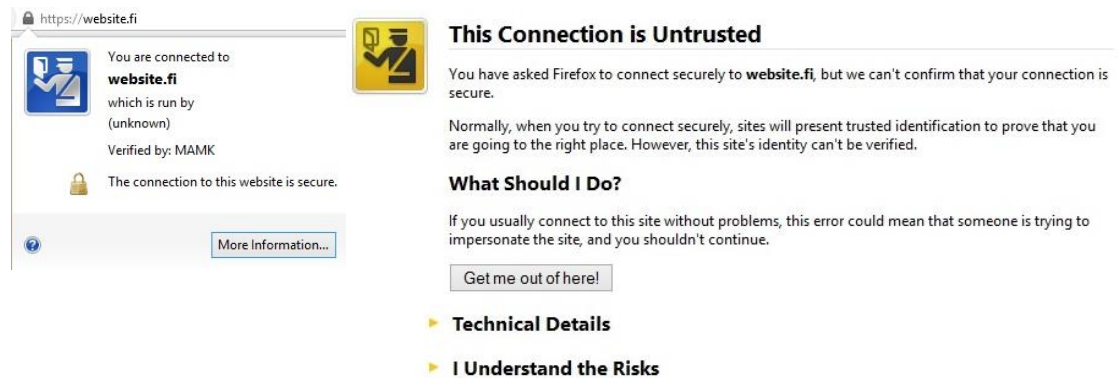 https://website.fi
You are connected to
website.fi
which is run by
(unknown)
Verified by: MAMK
The connection to this website is secure.
More Information...
This Connection is Untrusted
You have asked Firefox to connect securely to website.fi, but we can't confirm that your connection is
secure.
Normally, when you try to connect securely, sites will present trusted identification to prove that you
are going to the right place. However, this site's identity can't be verified.
What Should I Do?
If you usually connect to this site without problems, this error could mean that someone is trying to
impersonate the site, and you shouldn't continue.
Get me out of here!
Technical Details
I Understand the Risks